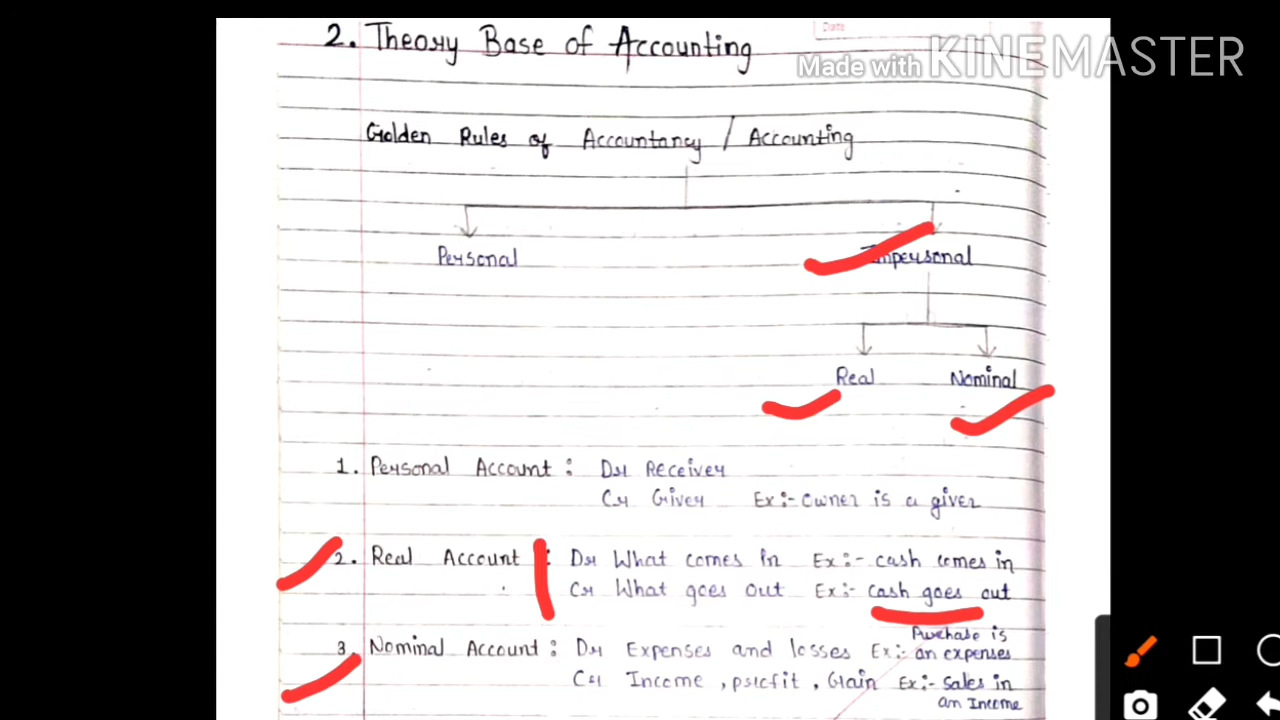 Date
2. Theory Base of Accounting
Made with KINEMASTER
Golden Rules of Accountancy / Accounting
Personal Impersonal
Real Nominal
1. Personal Account : Dr Receiver
Cr Giver Ex:- owner is a giver
2. Real Account : Dr What comes in Ex:- cash comes in
Cr What goes out Ex:- cash goes out
3. Nominal Account : Dr Expenses and losses Ex:- Purchase is an expenses
Cr Income , profit , Gain Ex:- Sales in an Income